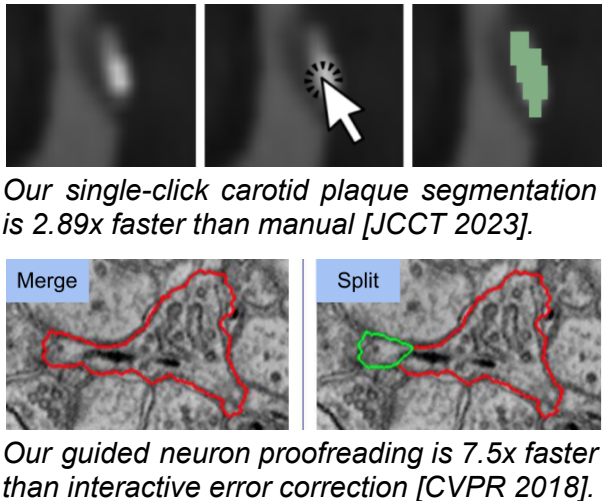 Our single-click carotid plaque segmentation
is 2.89x faster than manual [JCCT 2023].
Merge
Split
Our guided neuron proofreading is 7.5x faster
than interactive error correction [CVPR 2018].